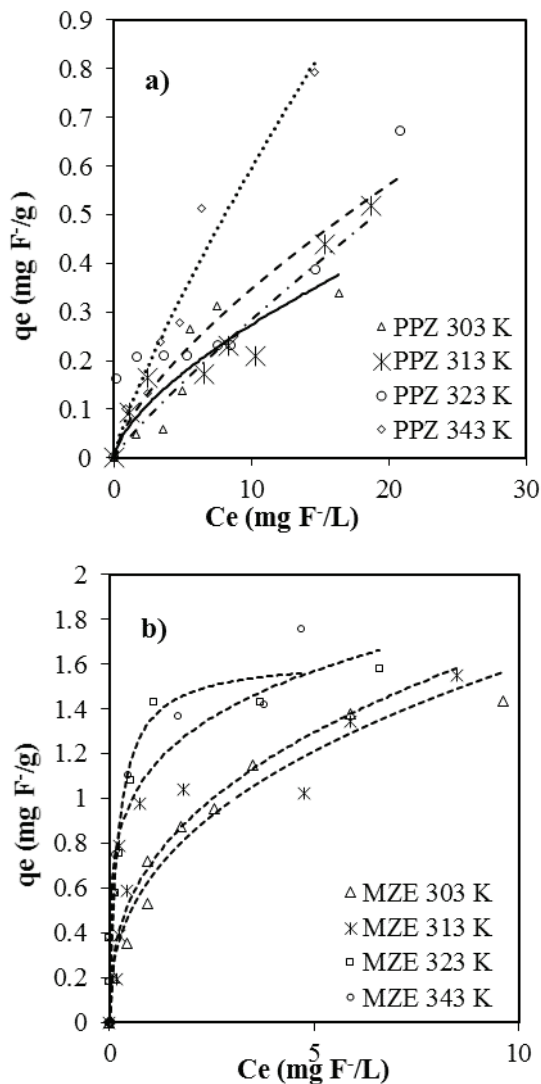 0.9
0.8
0.7
0.6
0.5
0.4
0.3
0.2
0.1
0
a)
qe (mg F⁻/g)
PPZ 303 K
PPZ 313 K
PPZ 323 K
PPZ 343 K
0 10 20 30
Ce (mg F⁻/L)
2
1.8
1.6
1.4
1.2
1
0.8
0.6
0.4
0.2
0
b)
qe (mg F⁻/g)
MZE 303 K
MZE 313 K
MZE 323 K
MZE 343 K
0 5 10
Ce (mg F⁻/L)